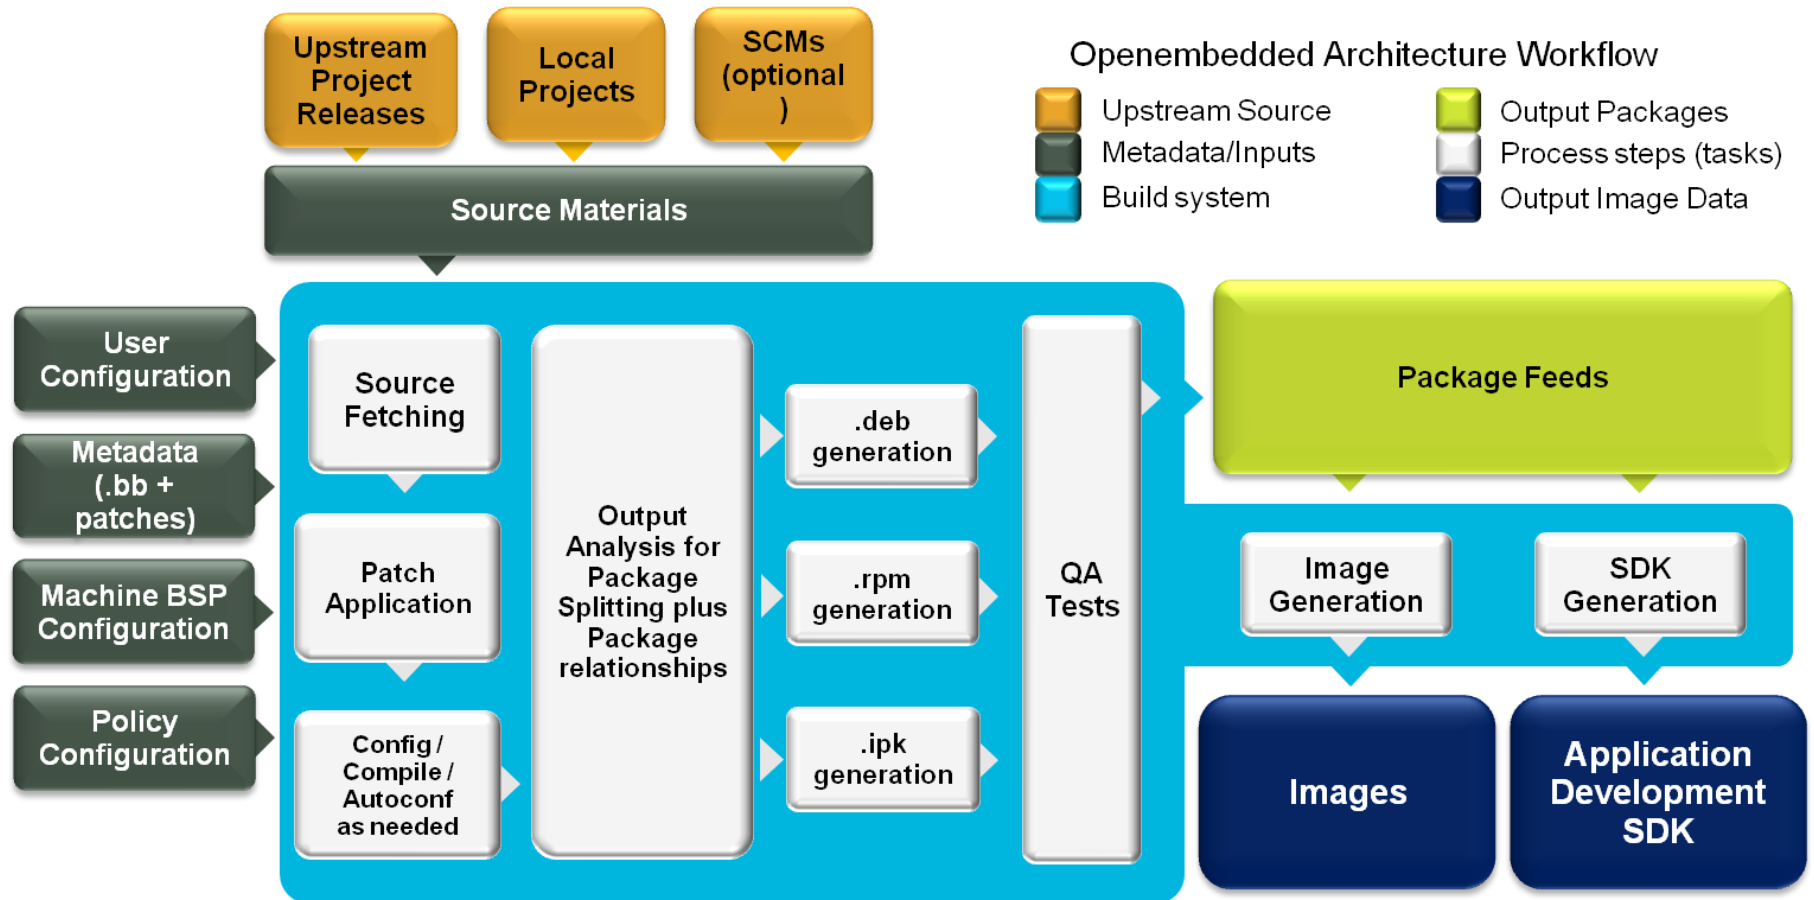 Upstream
Project
Releases
Local
Projects
SCMs
(optional
)
Openembedded Architecture Workflow
Upstream Source
Metadata/Inputs
Build system
Output Packages
Process steps (tasks)
Output Image Data
Source Materials
User
Configuration
Metadata
(.bb +
patches)
Machine BSP
Configuration
Policy
Configuration
Source
Fetching
Patch
Application
Config /
Compile /
Autoconf
as needed
Output
Analysis for
Package
Splitting plus
Package
relationships
.deb
generation
.rpm
generation
.ipk
generation
QA
Tests
Package Feeds
Image
Generation
SDK
Generation
Images
Application
Development
SDK